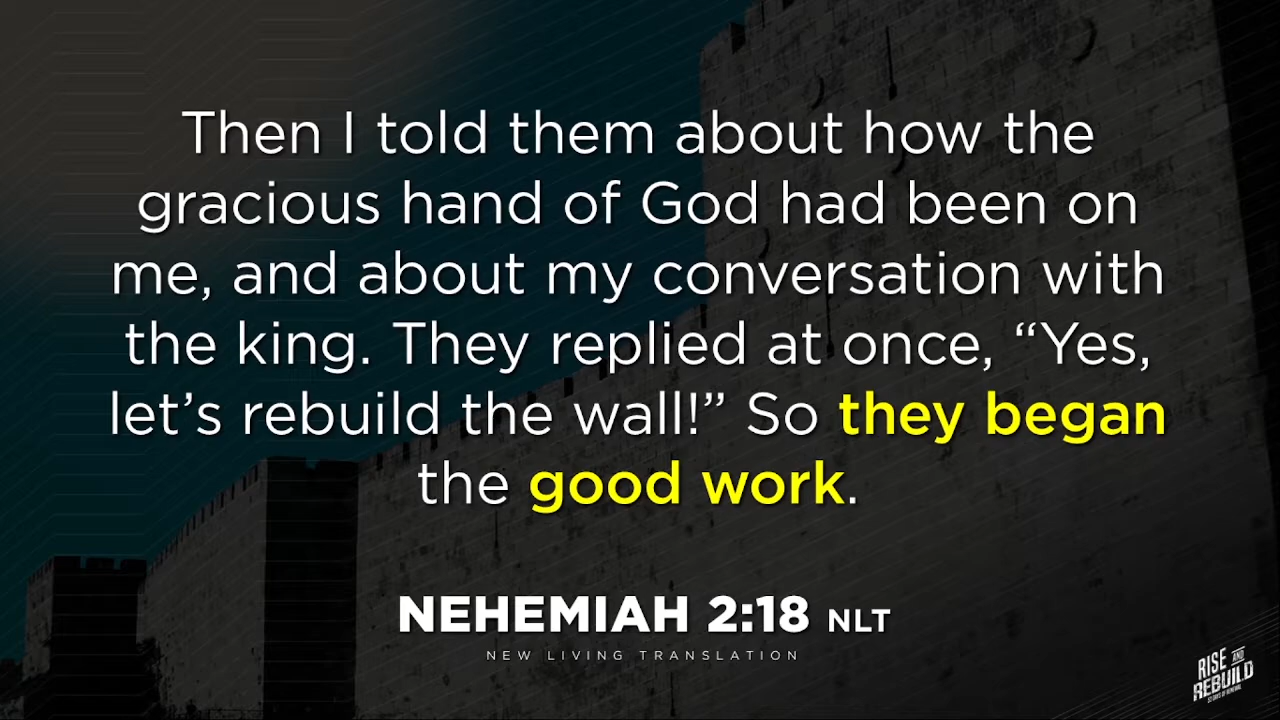 Then I told them about how the
gracious hand of God had been on
me, and about my conversation with
the king. They replied at once, “Yes,
let’s rebuild the wall!” So they began
the good work.
NEHEMIAH 2:18 NLT
NEW LIVING TRANSLATION
RISE AND
REBUILD